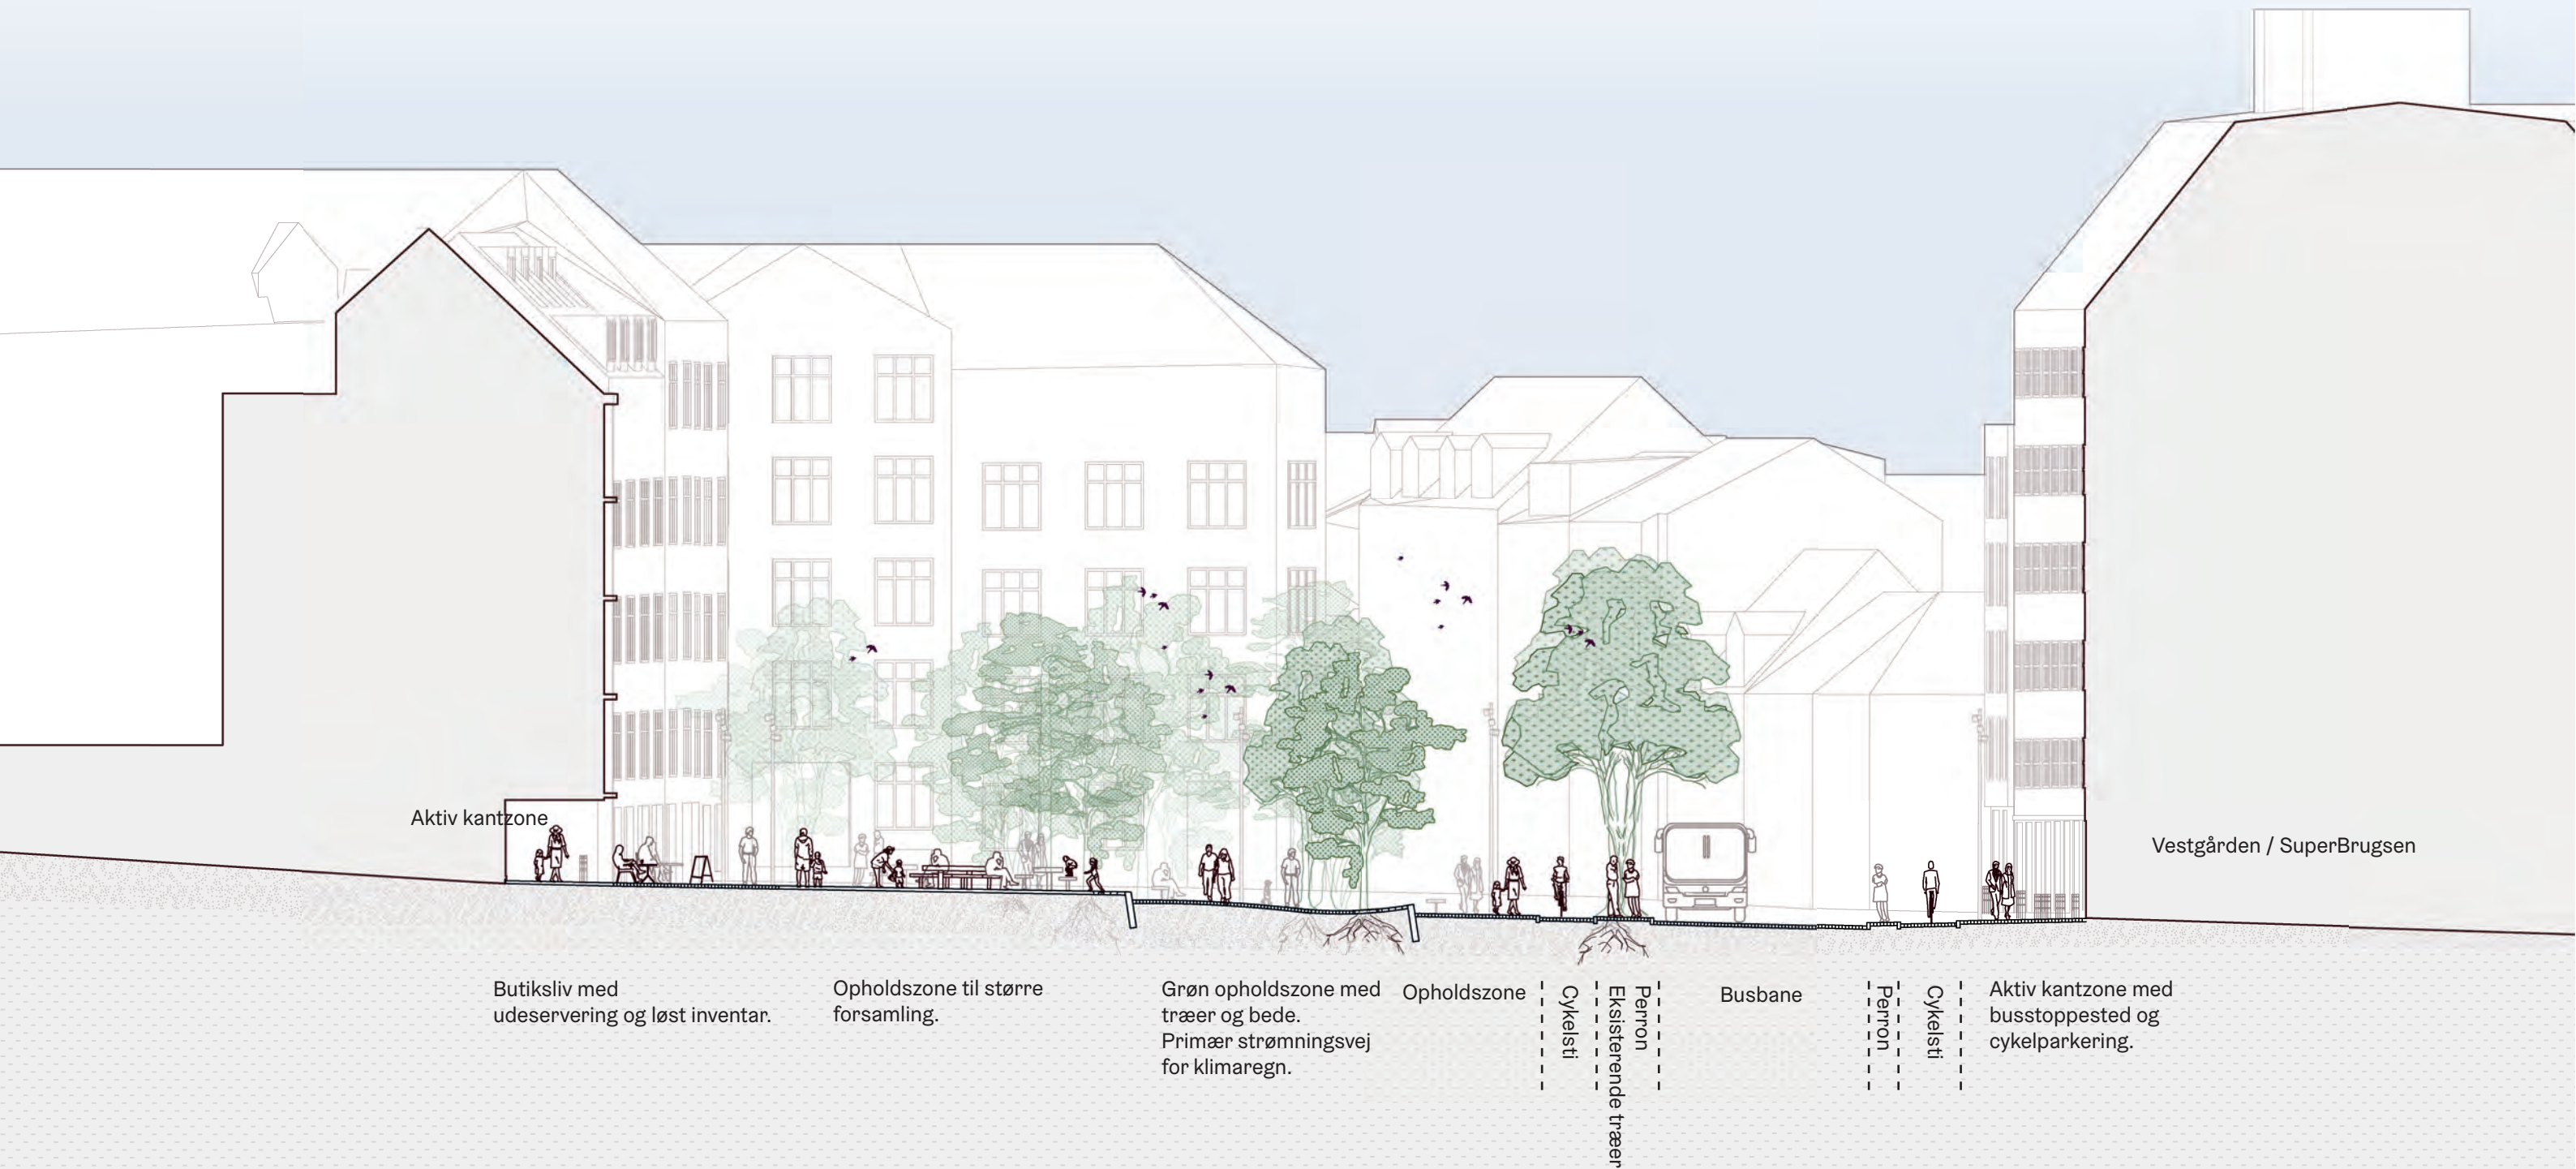 Aktiv kantzone
Vestgården / SuperBrugsen
Butiksliv med
udeservering og løst inventar.
Opholdszone til større
forsamling.
Grøn opholdszone med
træer og bede.
Primær strømningsvej
for klimaregn.
Opholdszone
Cykelsti
Eksisterende træer
Perron
Busbane
Perron
Cykelsti
Aktiv kantzone med
busstoppested og
cykelparkering.